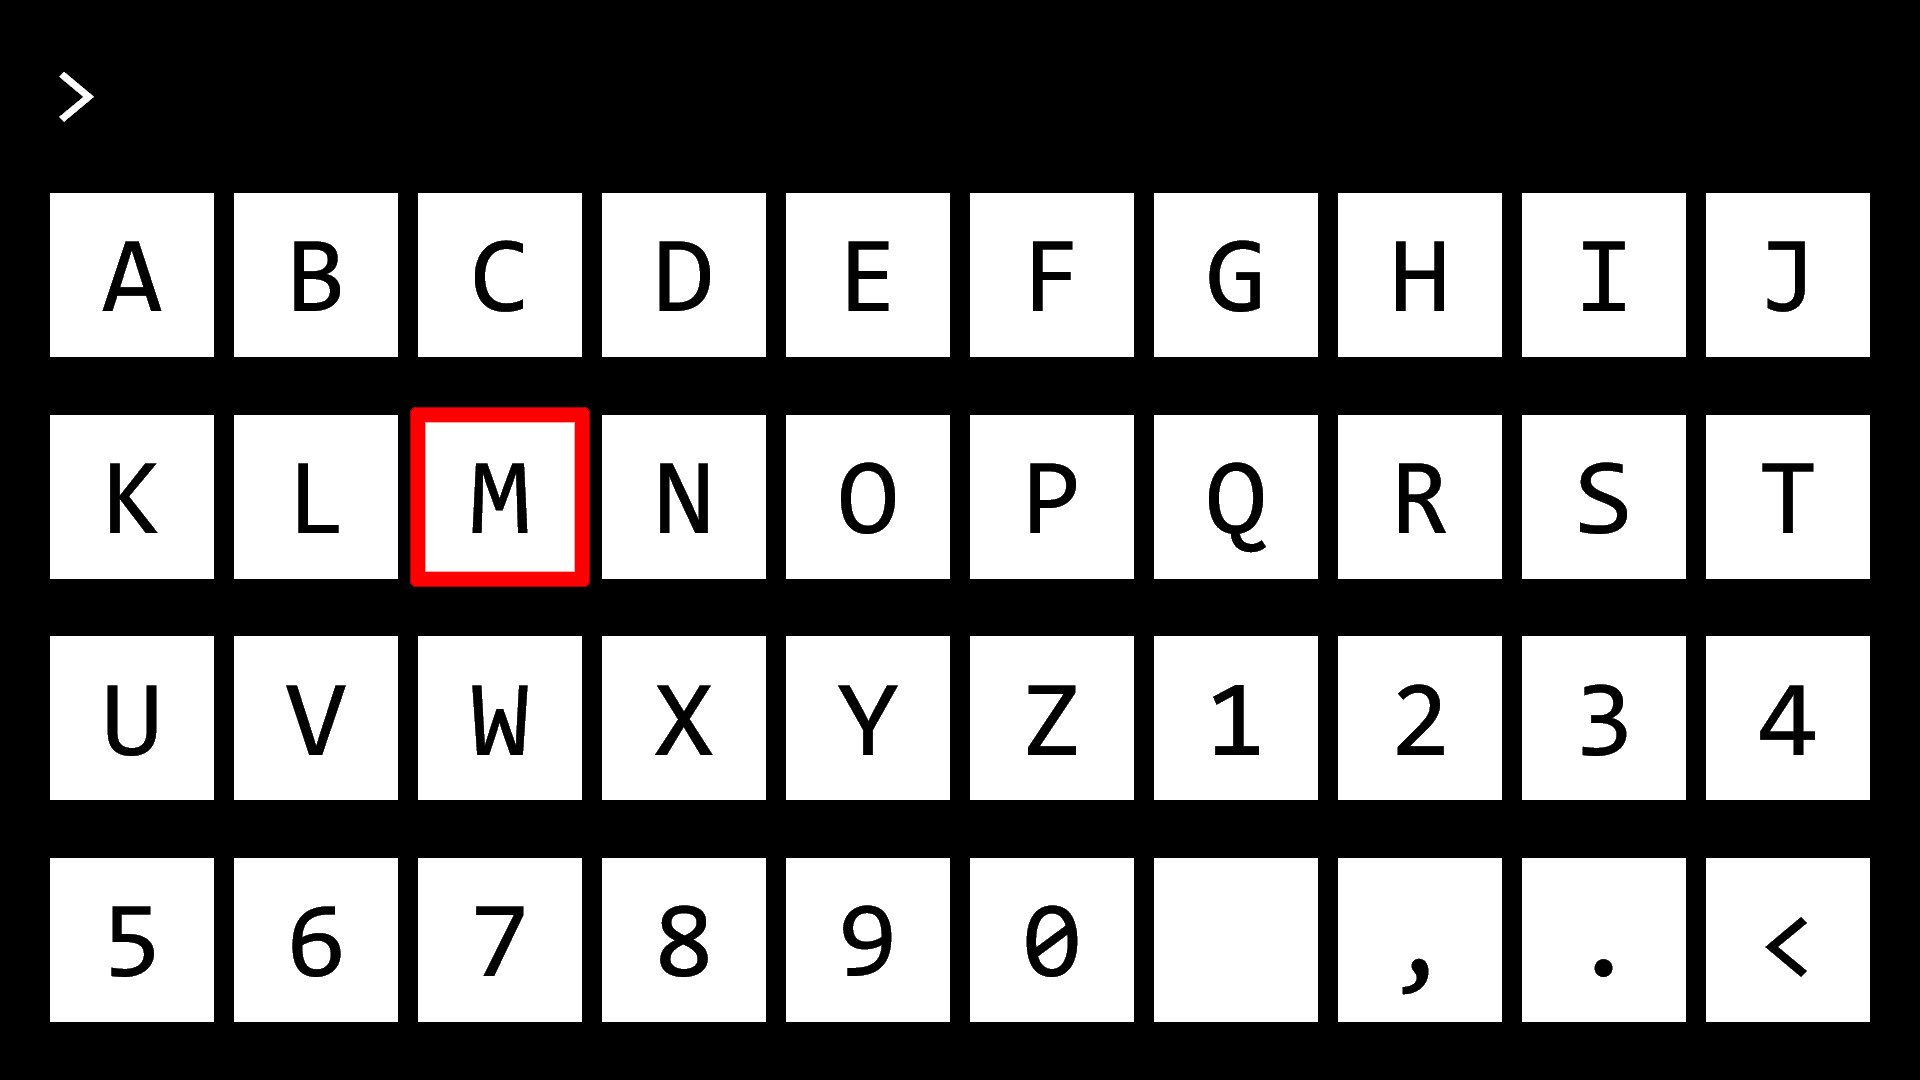 >
A B C D E F G H I J
K L M N O P Q R S T
U V W X Y Z 1 2 3 4
5 6 7 8 9 0 , . <